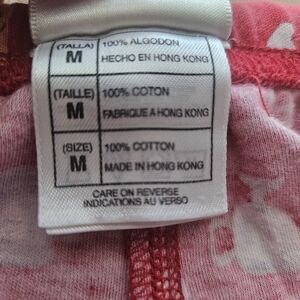 (TALLA) 100% ALGODON
M HECHO EN HONG KONG
(TAILLE) 100% COTON
M FABRIQUE A HONG KONG
(SIZE) 100% COTTON
M MADE IN HONG KONG
CARE ON REVERSE
INDICATIONS AU VERSO